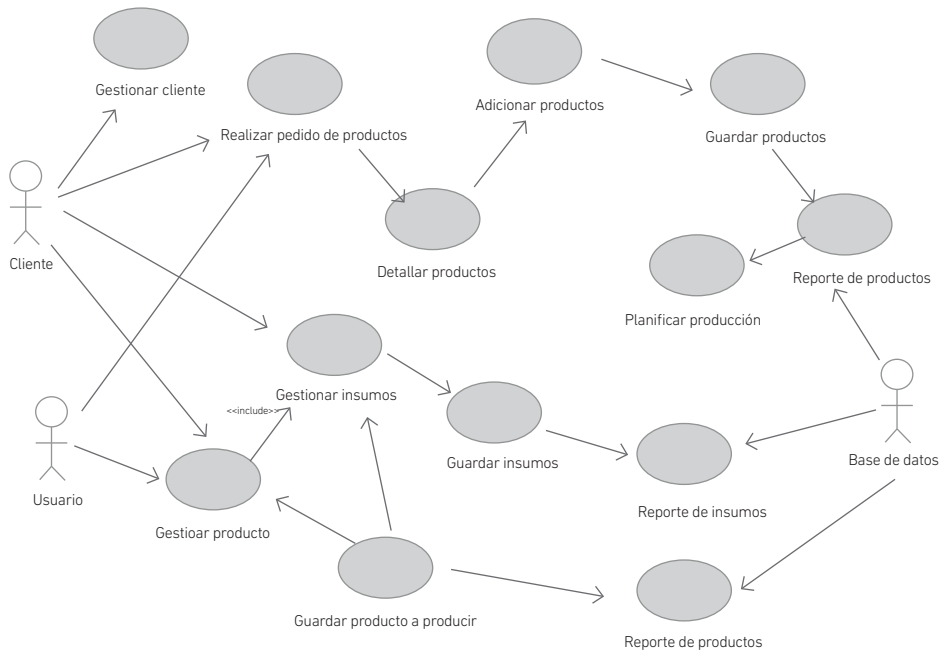 Gestionar cliente
Adicionar productos
Realizar pedido de productos
Guardar productos
Cliente
Detallar productos
Reporte de productos
Planificar producción
Gestionar insumos
<<include>>
Guardar insumos
Base de datos
Usuario
Gestioar producto
Reporte de insumos
Guardar producto a producir
Reporte de productos